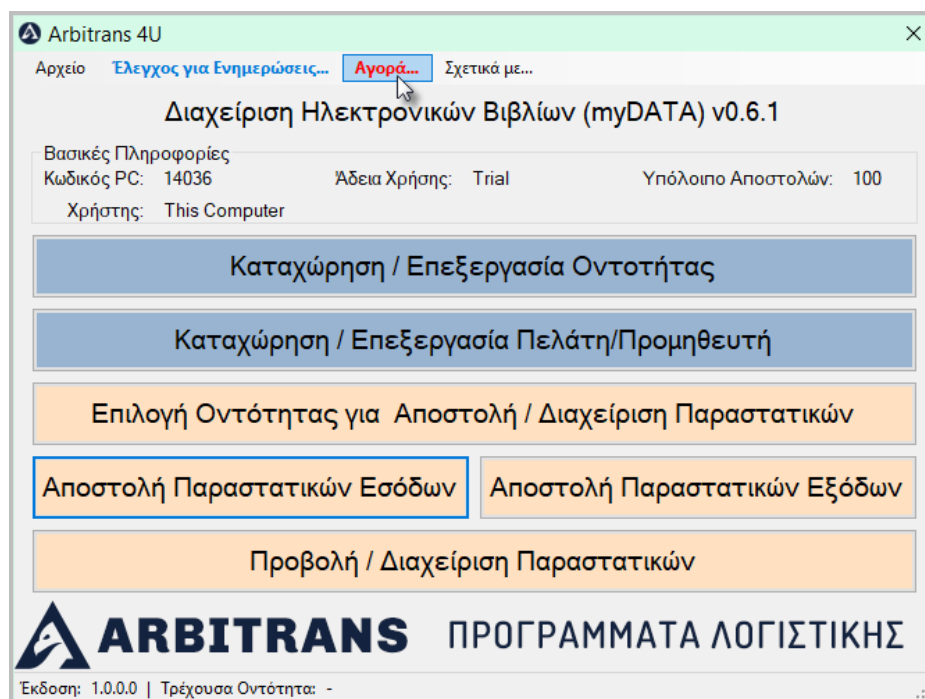 Arbitrans 4U
Αρχείο Έλεγχος για Ενημερώσεις... Αγορά... Σχετικά με...
Διαχείριση Ηλεκτρονικών Βιβλίων (myDATA) v0.6.1
Βασικές Πληροφορίες
Κωδικός PC: 14036 Άδεια Χρήσης: Trial Υπόλοιπο Αποστολών: 100
Χρήστης: This Computer
Καταχώρηση / Επεξεργασία Οντοτήτας
Καταχώρηση / Επεξεργασία Πελάτη/Προμηθευτή
Επιλογή Οντότητας για Αποστολή / Διαχείριση Παραστατικών
Αποστολή Παραστατικών Εσόδων Αποστολή Παραστατικών Εξόδων
Προβολή / Διαχείριση Παραστατικών
ARBITRANS ΠΡΟΓΡΑΜΜΑΤΑ ΛΟΓΙΣΤΙΚΗΣ
Έκδοση: 1.0.0.0 | Τρέχουσα Οντότητα: -